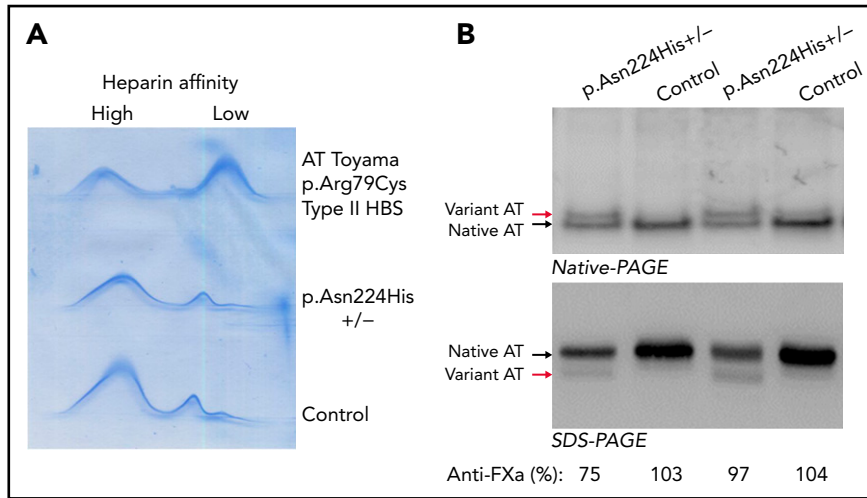 A
Heparin affinity
High Low
AT Toyama
p.Arg79Cys
Type II HBS
p.Asn224His
+/–
Control
B
p.Asn224His+/– Control p.Asn224His+/– Control
Variant AT
Native AT
Native-PAGE
Native AT
Variant AT
SDS-PAGE
Anti-FXa (%): 75 103 97 104